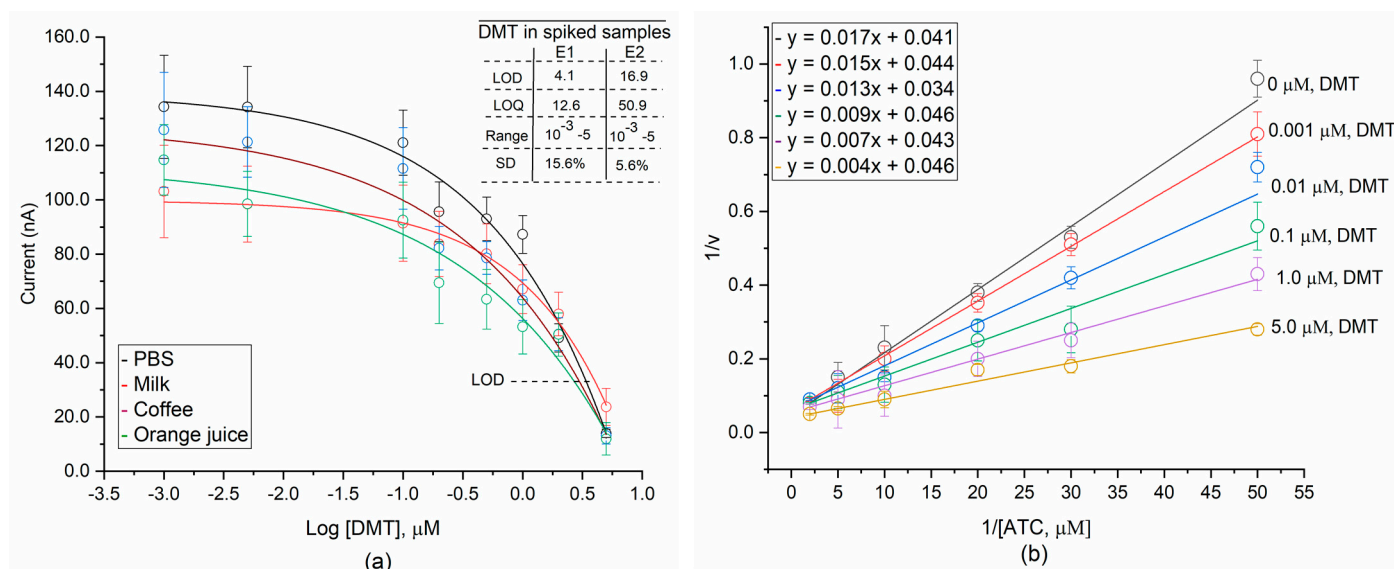 160.0
140.0
120.0
100.0
80.0
60.0
40.0
20.0
0.0
Current (nA)
-3.5 -3.0 -2.5 -2.0 -1.5 -1.0 -0.5 0.0 0.5 1.0
Log [DMT], μM
(a)
DMT in spiked samples
E1 E2
LOD 4.1 16.9
LOQ 12.6 50.9
Range 10⁻³ -5 10⁻³ -5
SD 15.6% 5.6%
LOD
- PBS
- Milk
- Coffee
- Orange juice
- y = 0.017x + 0.041
- y = 0.015x + 0.044
- y = 0.013x + 0.034
- y = 0.009x + 0.046
- y = 0.007x + 0.043
- y = 0.004x + 0.046
1.0
0.8
0.6
0.4
0.2
0.0
1/v
0 μM, DMT
0.001 μM, DMT
0.01 μM, DMT
0.1 μM, DMT
1.0 μM, DMT
5.0 μM, DMT
0 5 10 15 20 25 30 35 40 45 50 55
1/[ATC, μM]
(b)